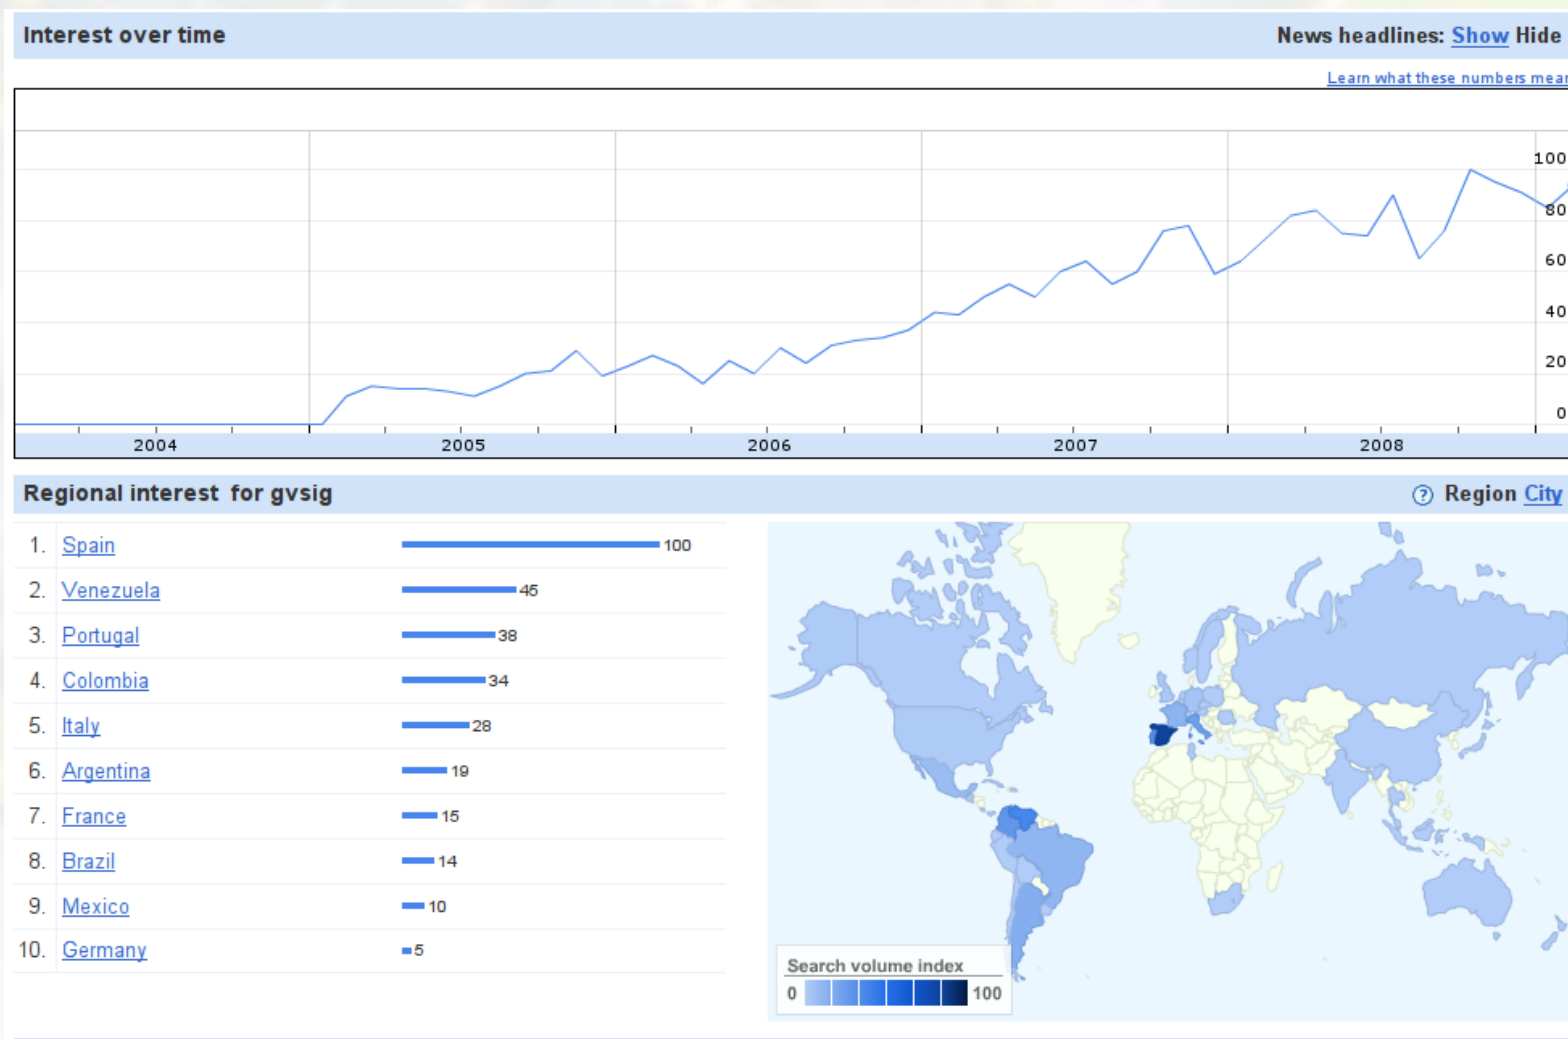 Interest over time
News headlines: Show Hide
Learn what these numbers mean
100
80
60
40
20
0
2004 2005 2006 2007 2008
Regional interest for gvsig
Region City
1. Spain 100
2. Venezuela 45
3. Portugal 38
4. Colombia 34
5. Italy 28
6. Argentina 19
7. France 15
8. Brazil 14
9. Mexico 10
10. Germany 5
Search volume index
0 100